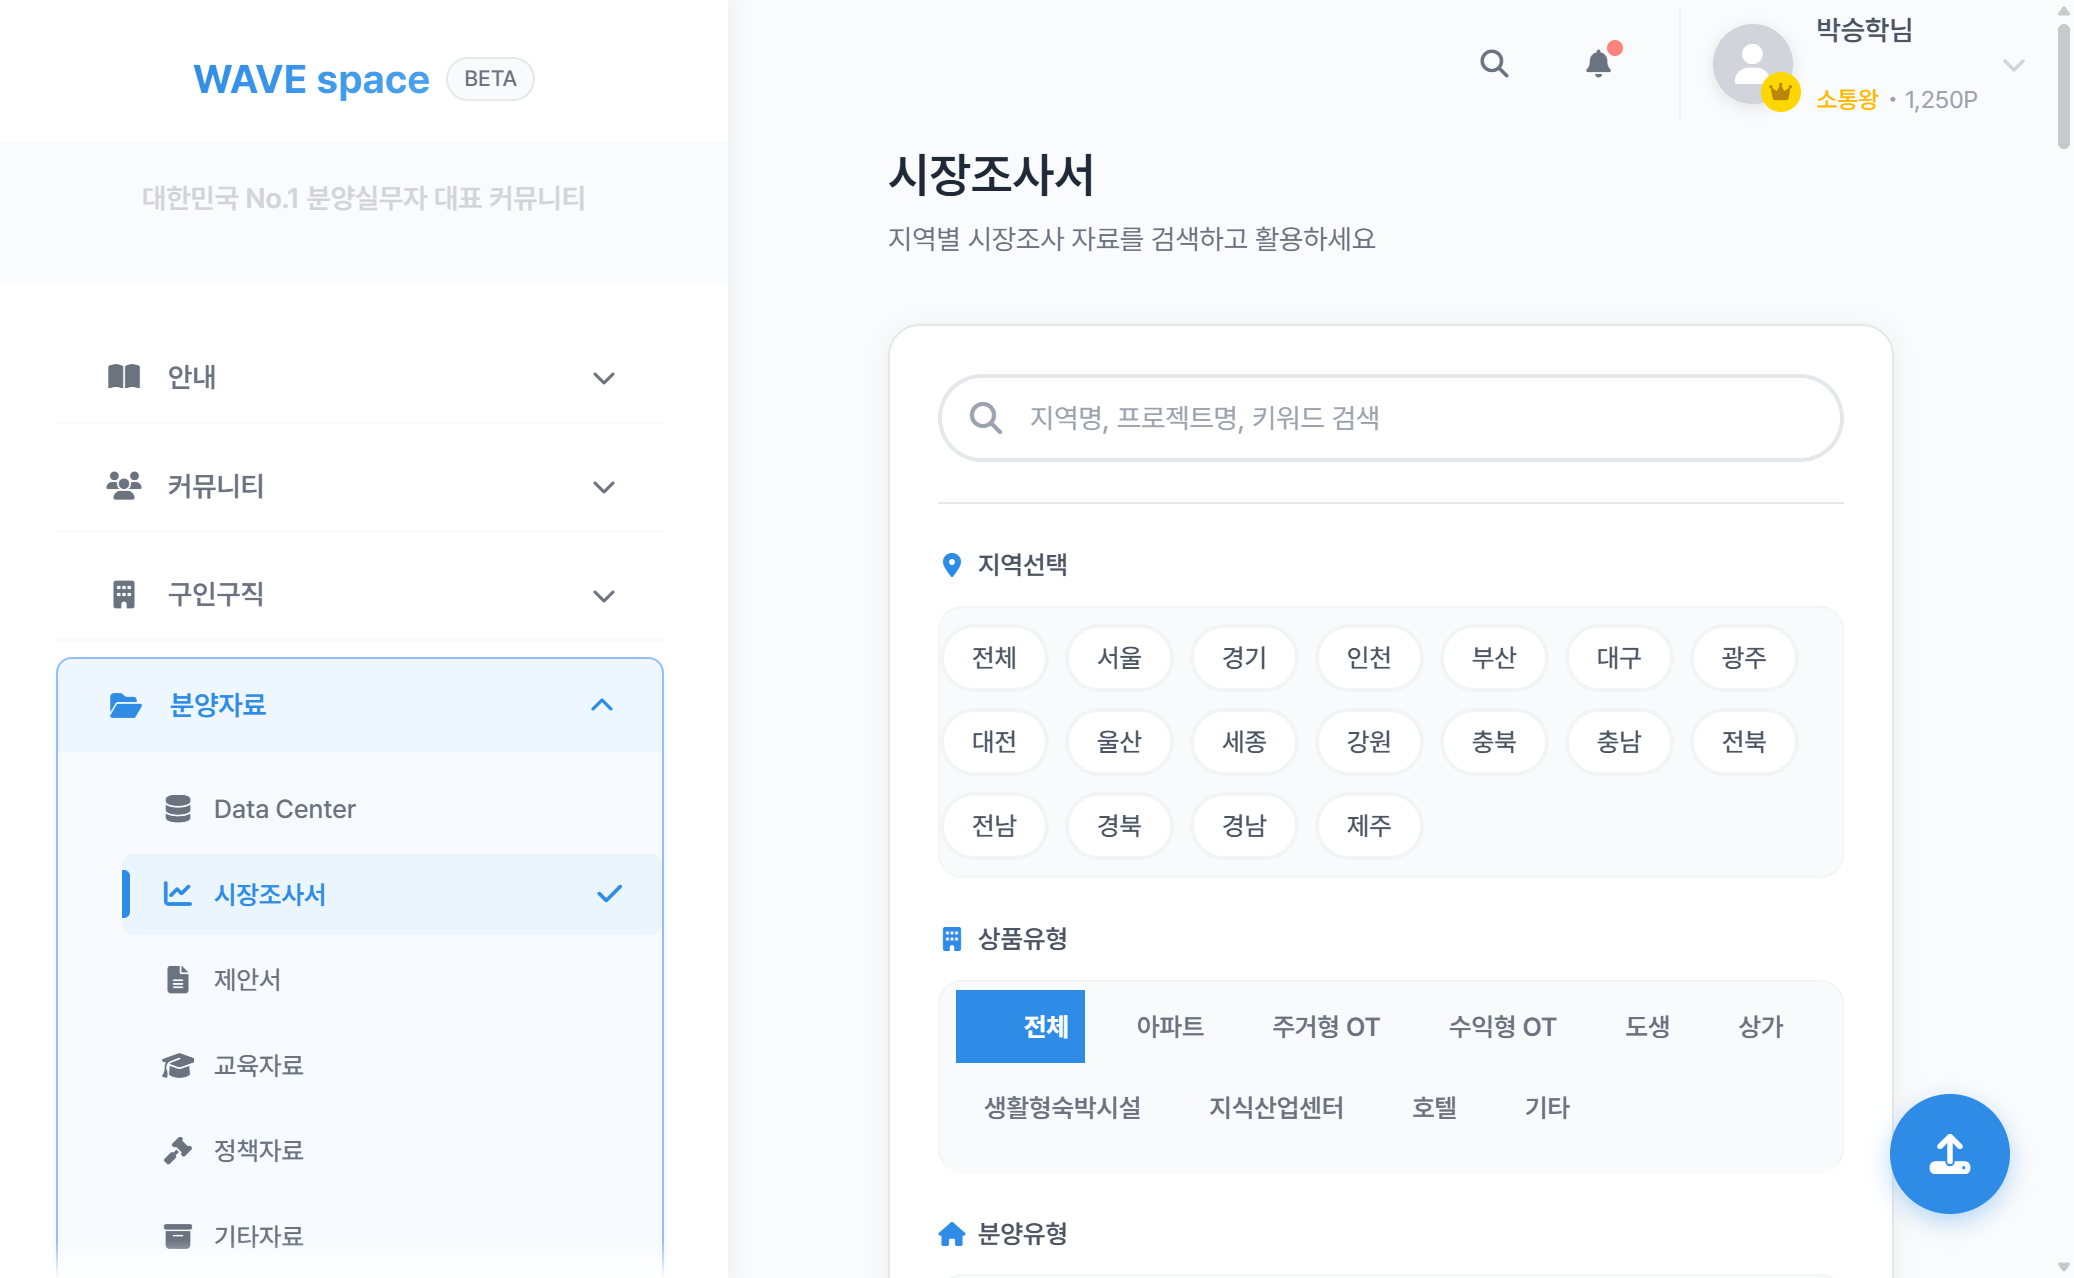 WAVE space BETA
대한민국 No.1 분양실무자 대표 커뮤니티
안내
커뮤니티
구인구직
분양자료
Data Center
시장조사서
제안서
교육자료
정책자료
기타자료
박승학님
소통왕 • 1,250P
시장조사서
지역별 시장조사 자료를 검색하고 활용하세요
지역명, 프로젝트명, 키워드 검색
지역선택
전체 서울 경기 인천 부산 대구 광주
대전 울산 세종 강원 충북 충남 전북
전남 경북 경남 제주
상품유형
전체 아파트 주거형 OT 수익형 OT 도생 상가
생활형숙박시설 지식산업센터 호텔 기타
분양유형